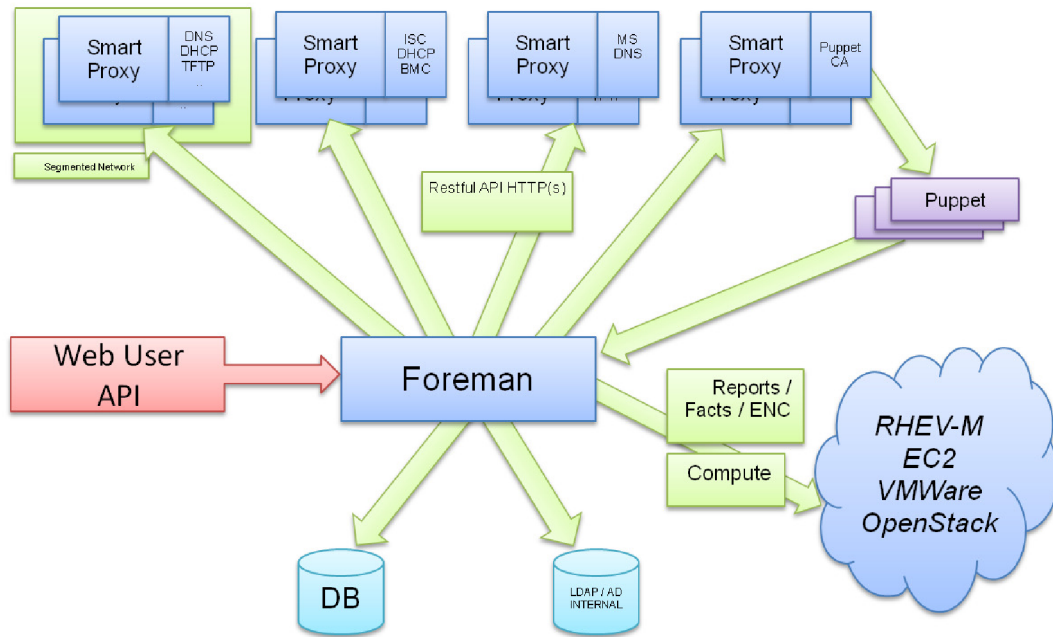 Smart
Proxy
DNS
DHCP
TFTP
..
..
Smart
Proxy
ISC
DHCP
BMC
Smart
Proxy
MS
DNS
Smart
Proxy
Puppet
CA
Segmented Network
Restful API HTTP(s)
Puppet
Web User
API
Foreman
Reports /
Facts / ENC
Compute
RHEV-M
EC2
VMWare
OpenStack
DB
LDAP / AD
INTERNAL